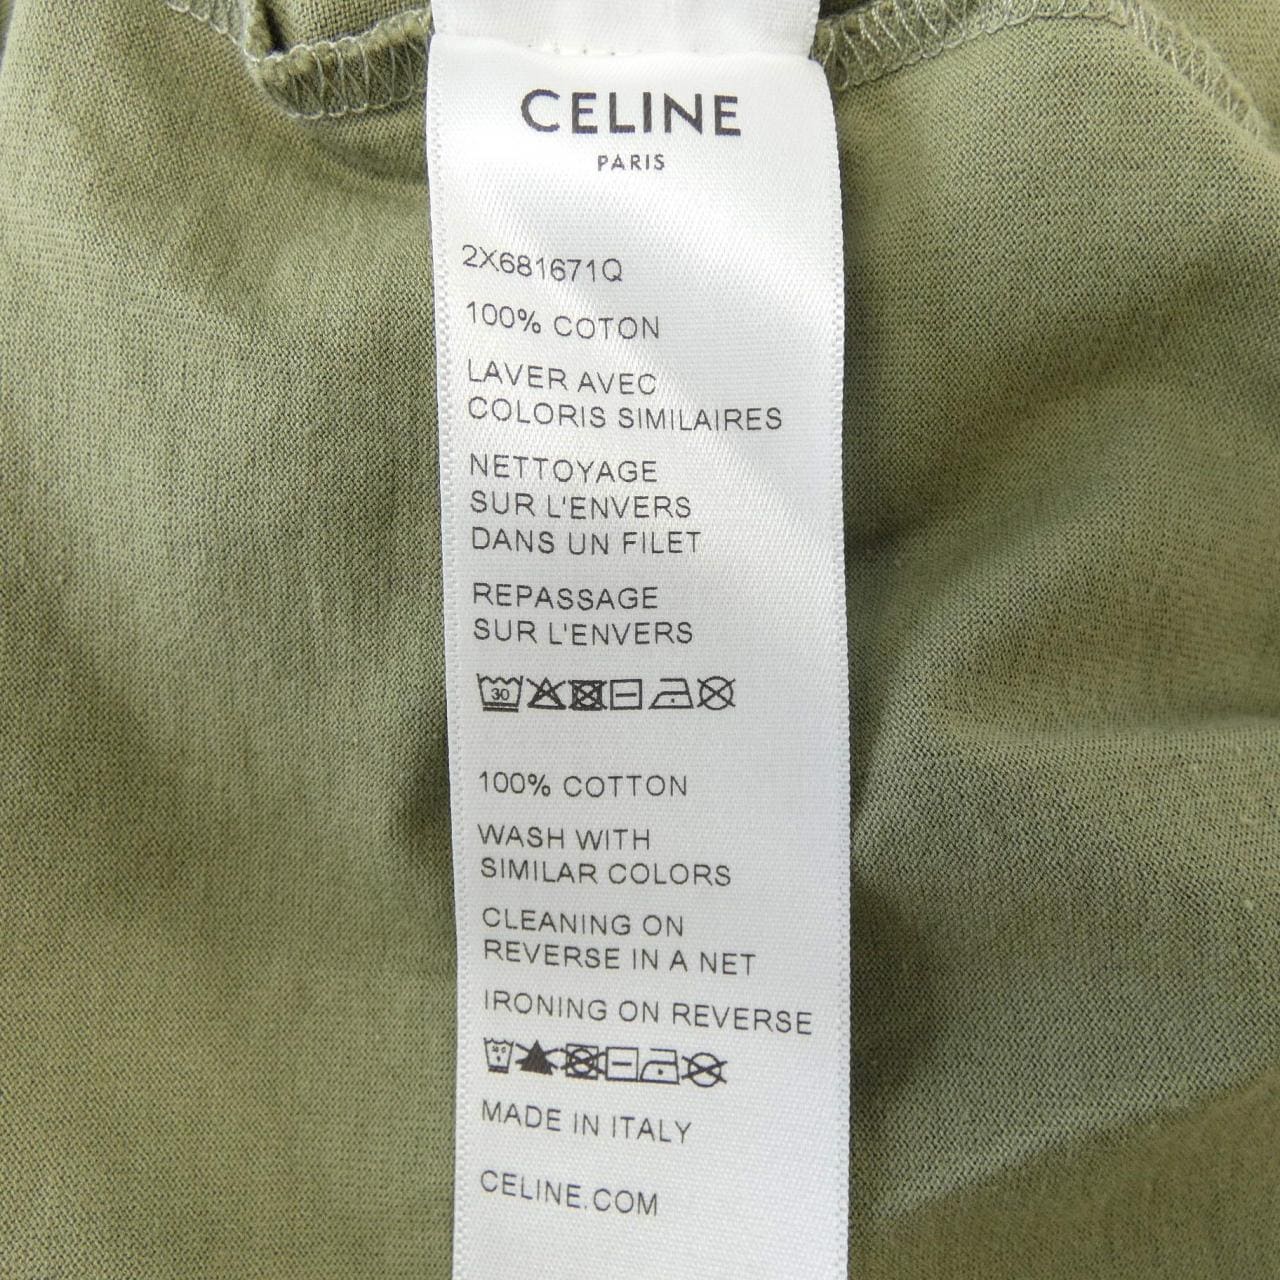 CELINE
PARIS
2X681671Q
100% COTON
LAVER AVEC
COLORIS SIMILAIRES
NETTOYAGE
SUR L'ENVERS
DANS UN FILET
REPASSAGE
SUR L'ENVERS
30
100% COTTON
WASH WITH
SIMILAR COLORS
CLEANING ON
REVERSE IN A NET
IRONING ON REVERSE
MADE IN ITALY
CELINE.COM